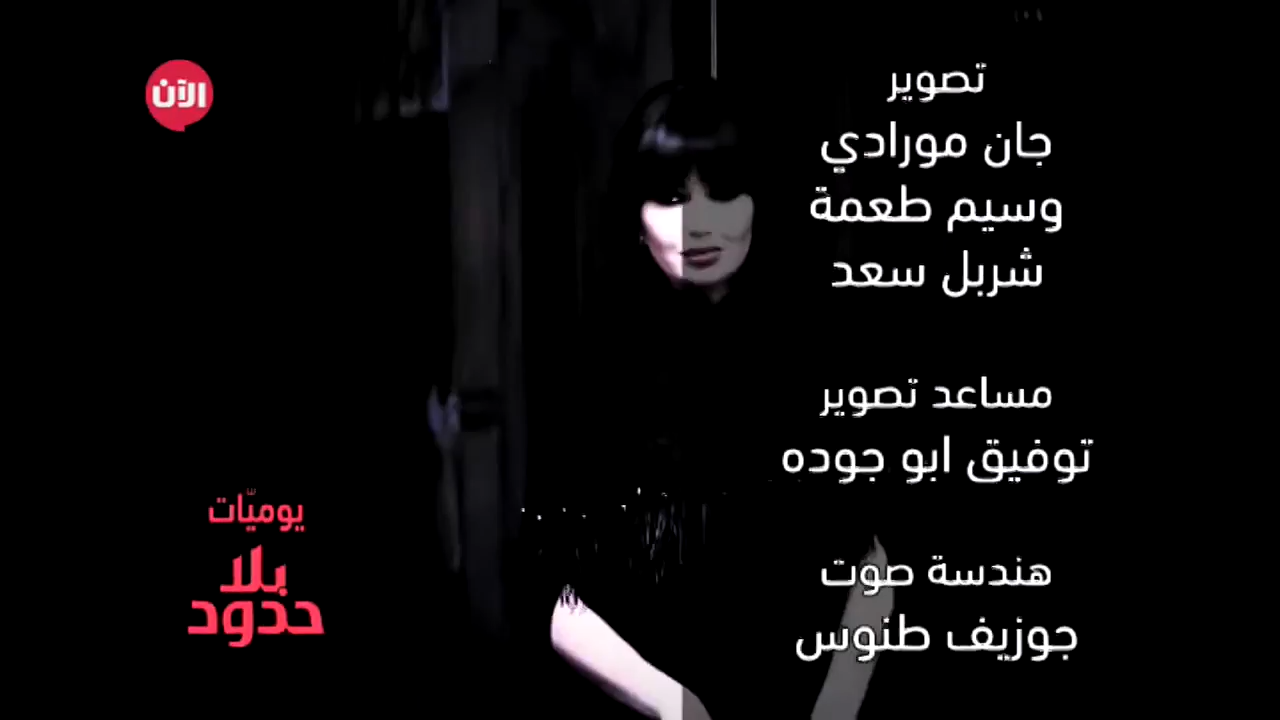 الآن
تصوير
جان مورادي
وسيم طعمة
شربل سعد
مساعد تصوير
توفيق ابو جوده
هندسة صوت
جوزيف طنوس
يوميّات
بلا
حدود